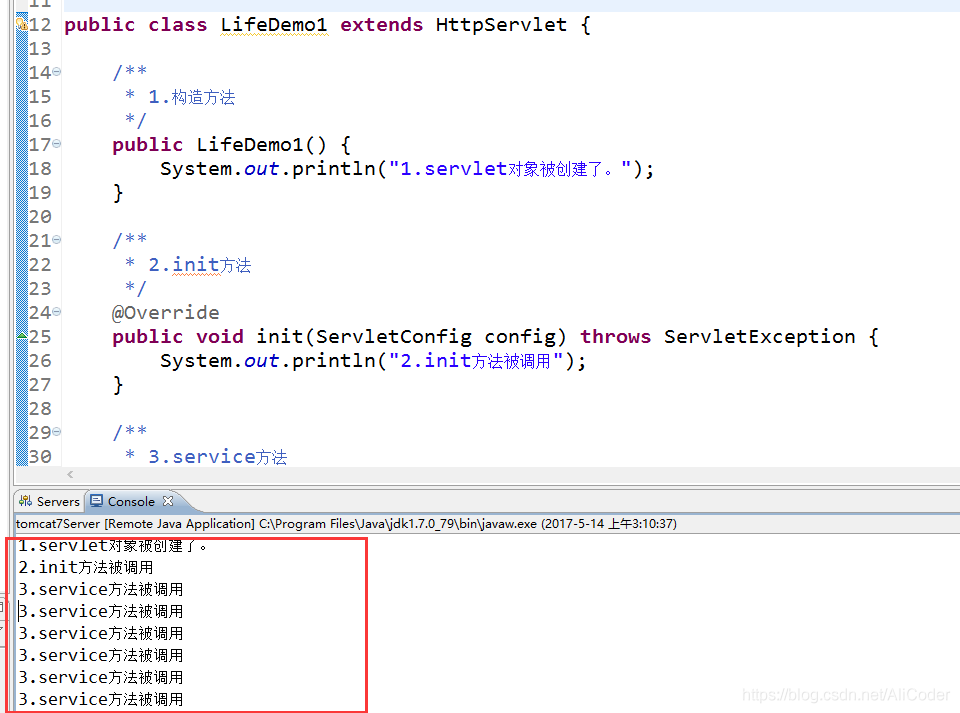 11
12 public class LifeDemo1 extends HttpServlet {
13
14 /**
15 * 1.构造方法
16 */
17 public LifeDemo1() {
18 System.out.println("1.servlet对象被创建了。");
19 }
20
21 /**
22 * 2.init方法
23 */
24 @Override
25 public void init(ServletConfig config) throws ServletException {
26 System.out.println("2.init方法被调用");
27 }
28
29 /**
30 * 3.service方法
Servers Console
tomcat7Server [Remote Java Application] C:\Program Files\Java\jdk1.7.0_79\bin\javaw.exe (2017-5-14 上午3:10:37)
1.servlet对象被创建了。
2.init方法被调用
3.service方法被调用
3.service方法被调用
3.service方法被调用
3.service方法被调用
3.service方法被调用
3.service方法被调用
https://blog.csdn.net/AliCoder